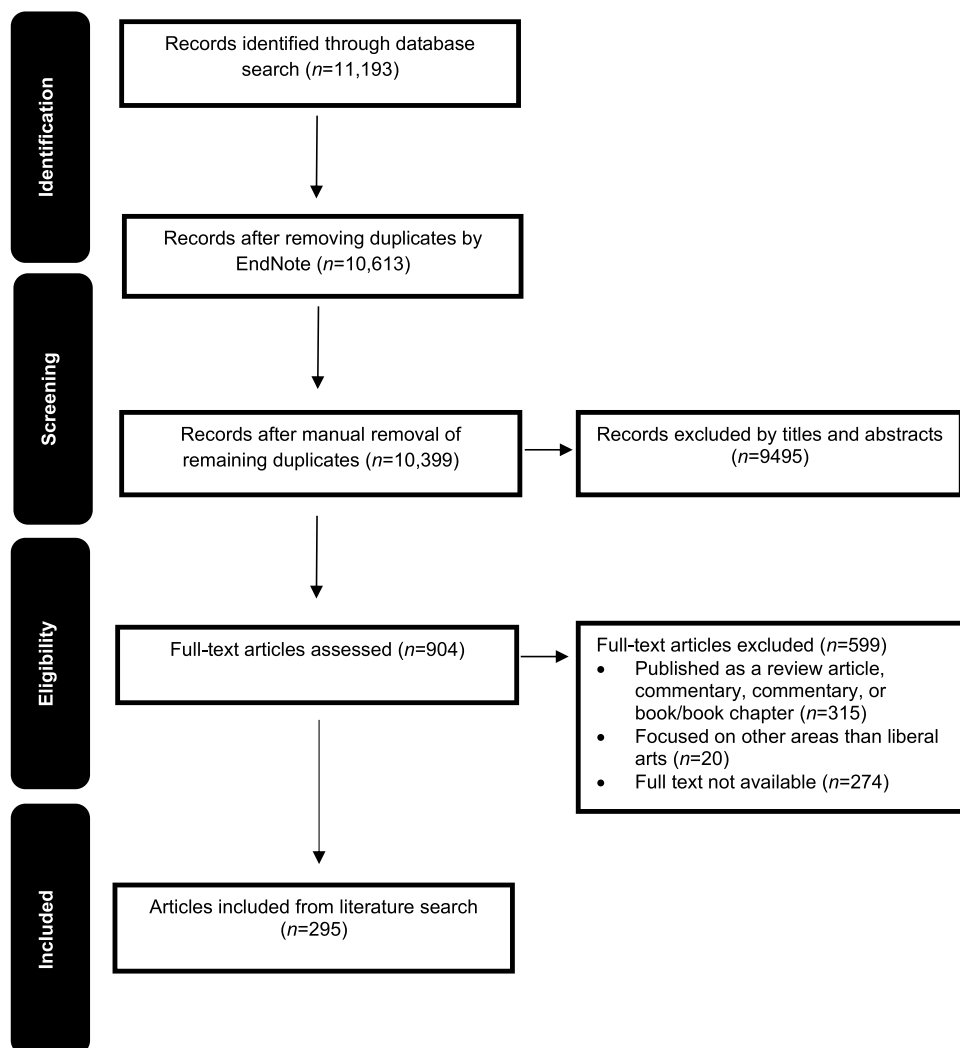 Identification
Records identified through database
search (n=11,193)
Records after removing duplicates by
EndNote (n=10,613)
Screening
Records after manual removal of
remaining duplicates (n=10,399)
Records excluded by titles and abstracts
(n=9495)
Eligibility
Full-text articles assessed (n=904)
Full-text articles excluded (n=599)
• Published as a review article,
commentary, commentary, or
book/book chapter (n=315)
• Focused on other areas than liberal
arts (n=20)
• Full text not available (n=274)
Included
Articles included from literature search
(n=295)